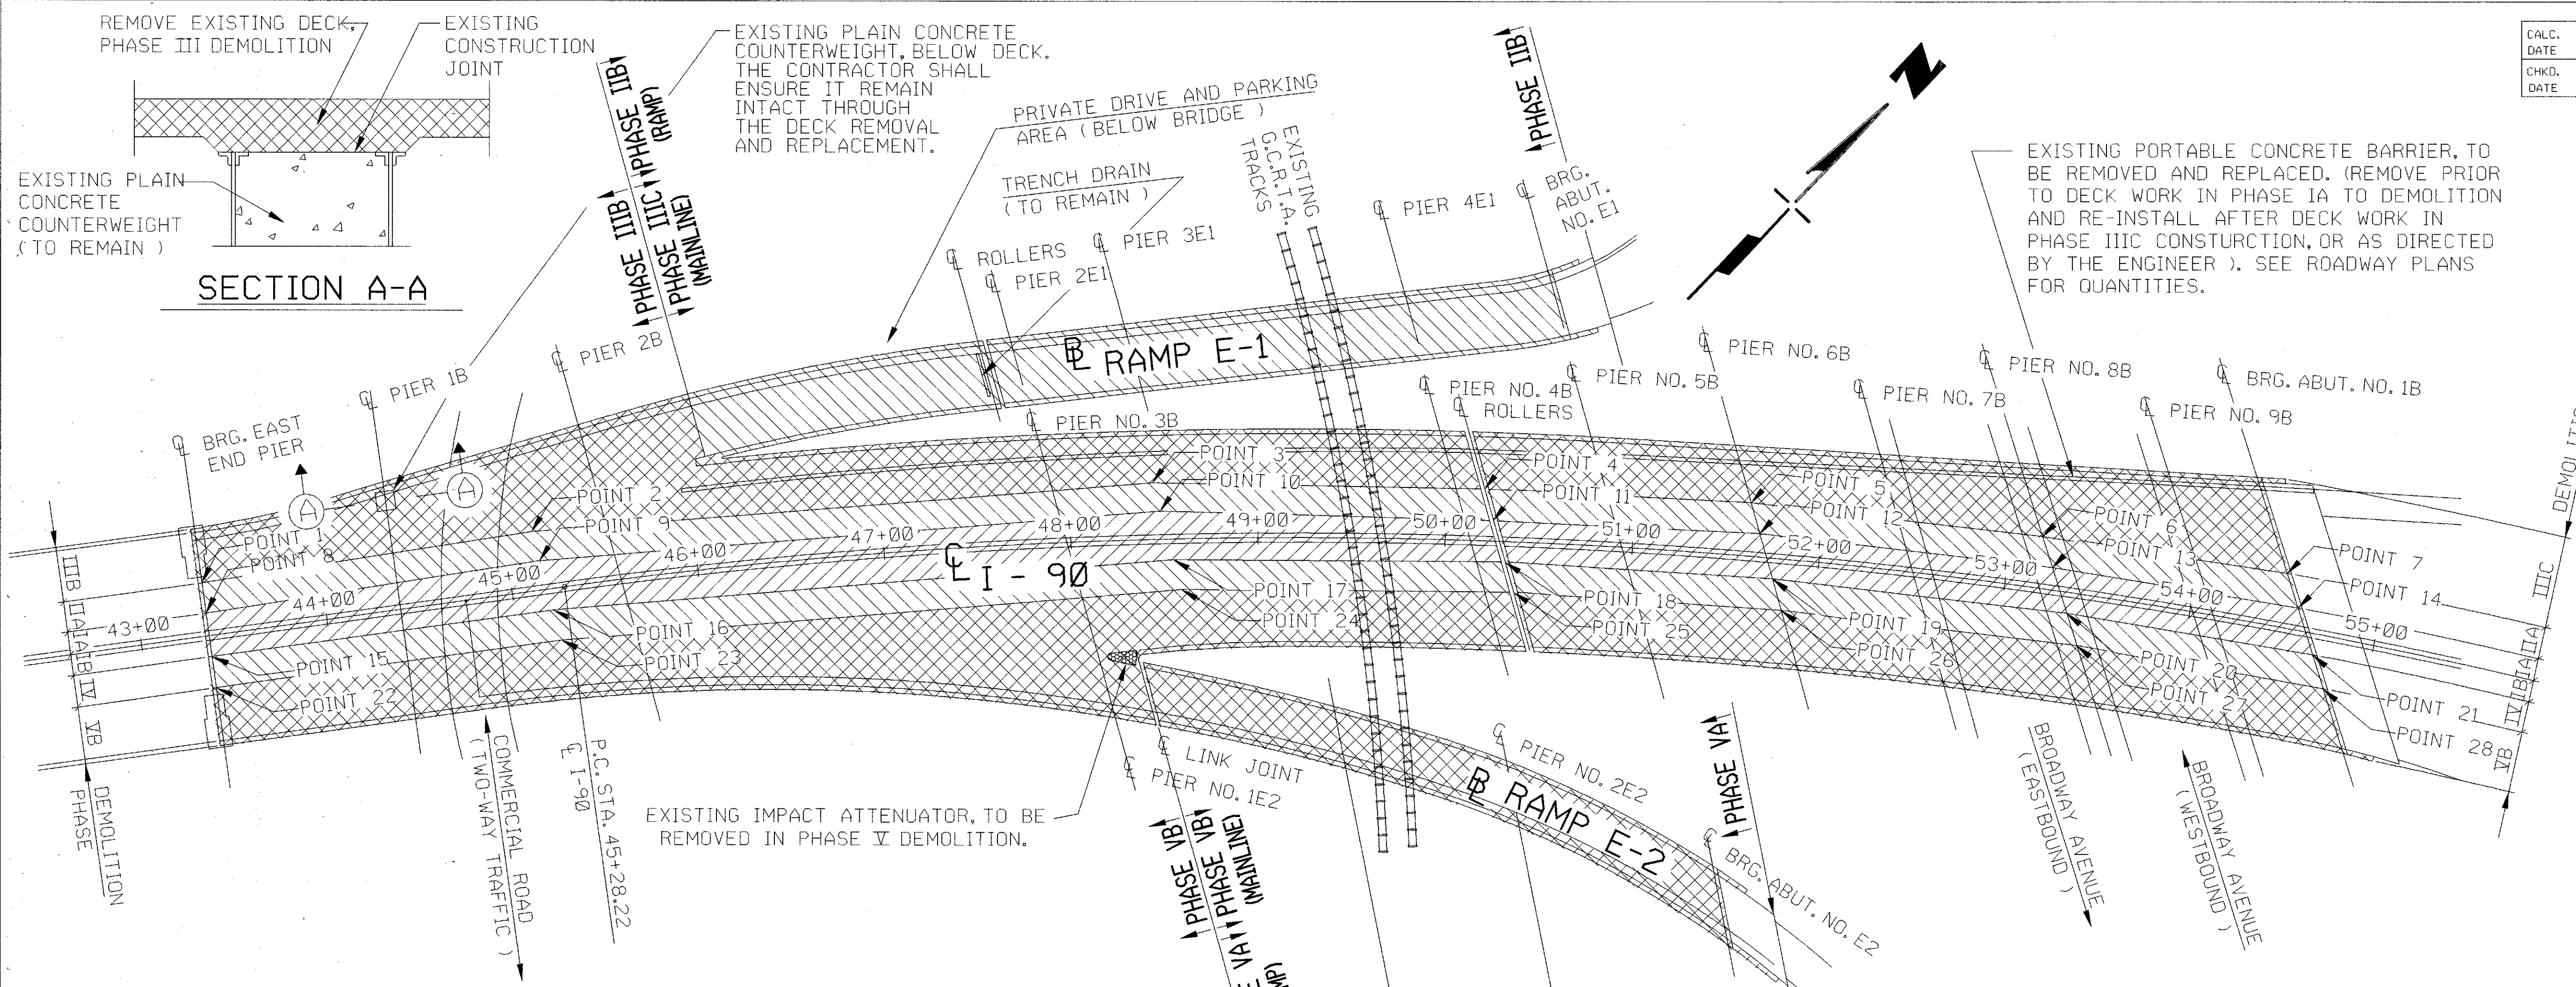 REMOVE EXISTING DECK,
PHASE III DEMOLITION
EXISTING
CONSTRUCTION
JOINT
EXISTING PLAIN
CONCRETE
COUNTERWEIGHT
(TO REMAIN )
SECTION A-A
EXISTING PLAIN CONCRETE
COUNTERWEIGHT, BELOW DECK.
THE CONTRACTOR SHALL
ENSURE IT REMAIN
INTACT THROUGH
THE DECK REMOVAL
AND REPLACEMENT.
PHASE IIB
PHASE IIB
(RAMP)
PHASE IIIB
PHASE IIIC
(MAINLINE)
PRIVATE DRIVE AND PARKING
AREA ( BELOW BRIDGE )
TRENCH DRAIN
( TO REMAIN )
EXISTING
G.C.R.T.A.
TRACKS
PHASE IIB
N
CALC.
DATE
CHKD.
DATE
EXISTING PORTABLE CONCRETE BARRIER, TO
BE REMOVED AND REPLACED. (REMOVE PRIOR
TO DECK WORK IN PHASE IA TO DEMOLITION
AND RE-INSTALL AFTER DECK WORK IN
PHASE IIIC CONSTURCTION, OR AS DIRECTED
BY THE ENGINEER ). SEE ROADWAY PLANS
FOR QUANTITIES.
℄ BRG. EAST
END PIER
℄ PIER 1B
℄ PIER 2B
℄ ROLLERS
℄ PIER 2E1
℄ PIER 3E1
℄ PIER 4E1
℄ BRG.
ABUT.
NO. E1
BL RAMP E-1
℄ PIER NO. 3B
℄ PIER NO. 4B
℄ ROLLERS
℄ PIER NO. 5B
℄ PIER NO. 6B
℄ PIER NO. 7B
℄ PIER NO. 8B
℄ PIER NO. 9B
℄ BRG. ABUT. NO. 1B
A
A
POINT 1
POINT 8
POINT 2
POINT 9
POINT 3
POINT 10
POINT 4
POINT 11
POINT 5
POINT 12
POINT 6
POINT 13
POINT 7
POINT 14
43+00
44+00
45+00
46+00
47+00
48+00
49+00
50+00
51+00
52+00
53+00
54+00
55+00
℄ I - 90
POINT 15
POINT 22
POINT 16
POINT 23
POINT 17
POINT 24
POINT 18
POINT 25
POINT 19
POINT 26
POINT 20
POINT 27
POINT 21
POINT 28
IIIB
IIA
IA
IB
IV
VB
DEMOLITION
PHASE
IIIC
IIA
IA
IB
IV
VB
COMMERCIAL ROAD
( TWO-WAY TRAFFIC )
P.C. STA. 45+28.22
℄ I-90
EXISTING IMPACT ATTENUATOR, TO BE
REMOVED IN PHASE V DEMOLITION.
℄ LINK JOINT
℄ PIER NO. 1E2
PHASE VB
PHASE VB
(MAINLINE)
℄ PIER NO. 2E2
BL RAMP E-2
PHASE VA
℄ BRG. ABUT. NO. E2
BROADWAY AVENUE
(EASTBOUND )
BROADWAY AVENUE
( WESTBOUND )